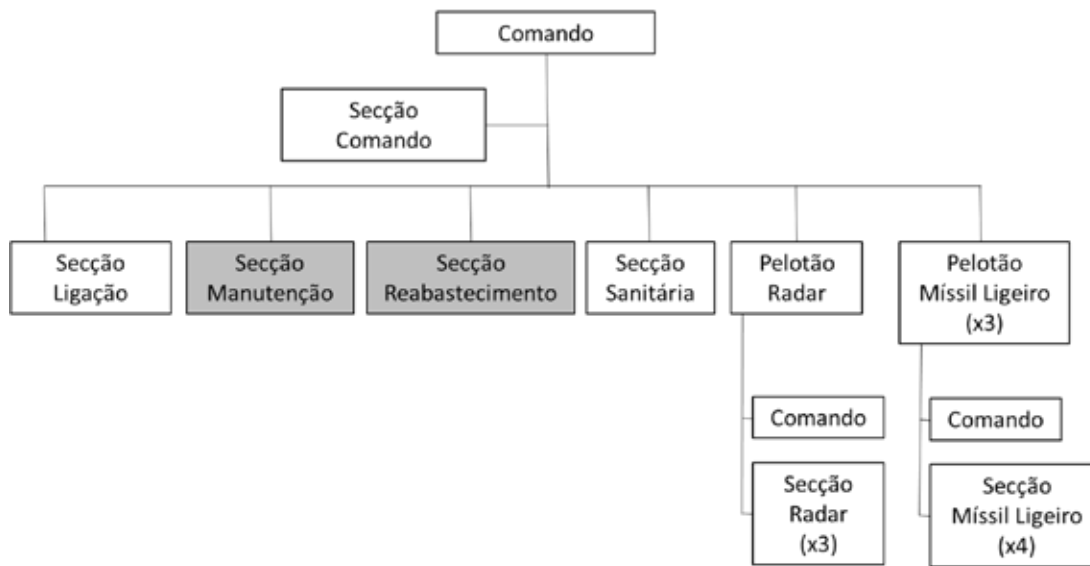 Comando
Secção
Comando
Secção
Ligação
Secção
Manutenção
Secção
Reabastecimento
Secção
Sanitária
Pelotão
Radar
Pelotão
Míssil Ligeiro
(x3)
Comando
Secção
Radar
(x3)
Comando
Secção
Míssil Ligeiro
(x4)